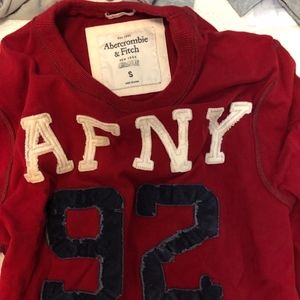 Abercrombie
& Fitch
NEW YORK
S
AFNY
92